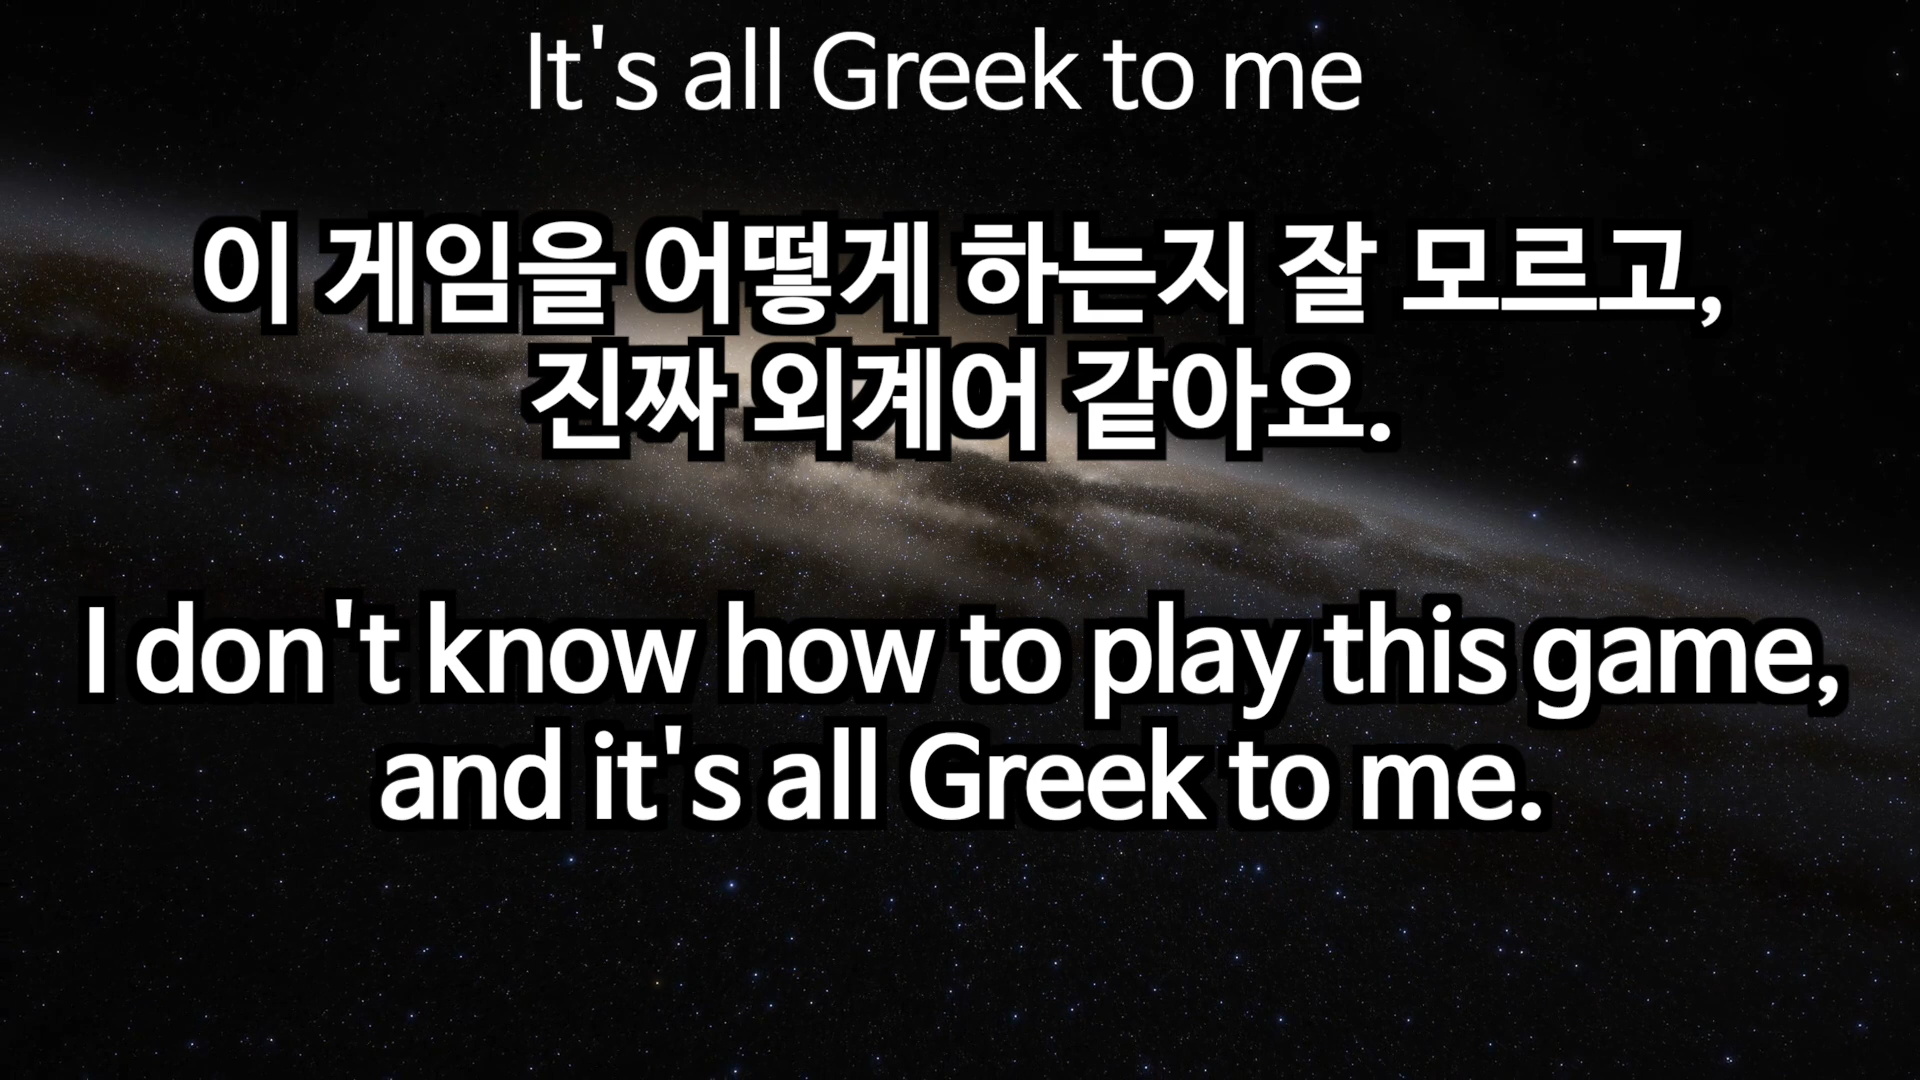 It's all Greek to me
이 게임을 어떻게 하는지 잘 모르고,
진짜 외계어 같아요.
I don't know how to play this game,
and it's all Greek to me.